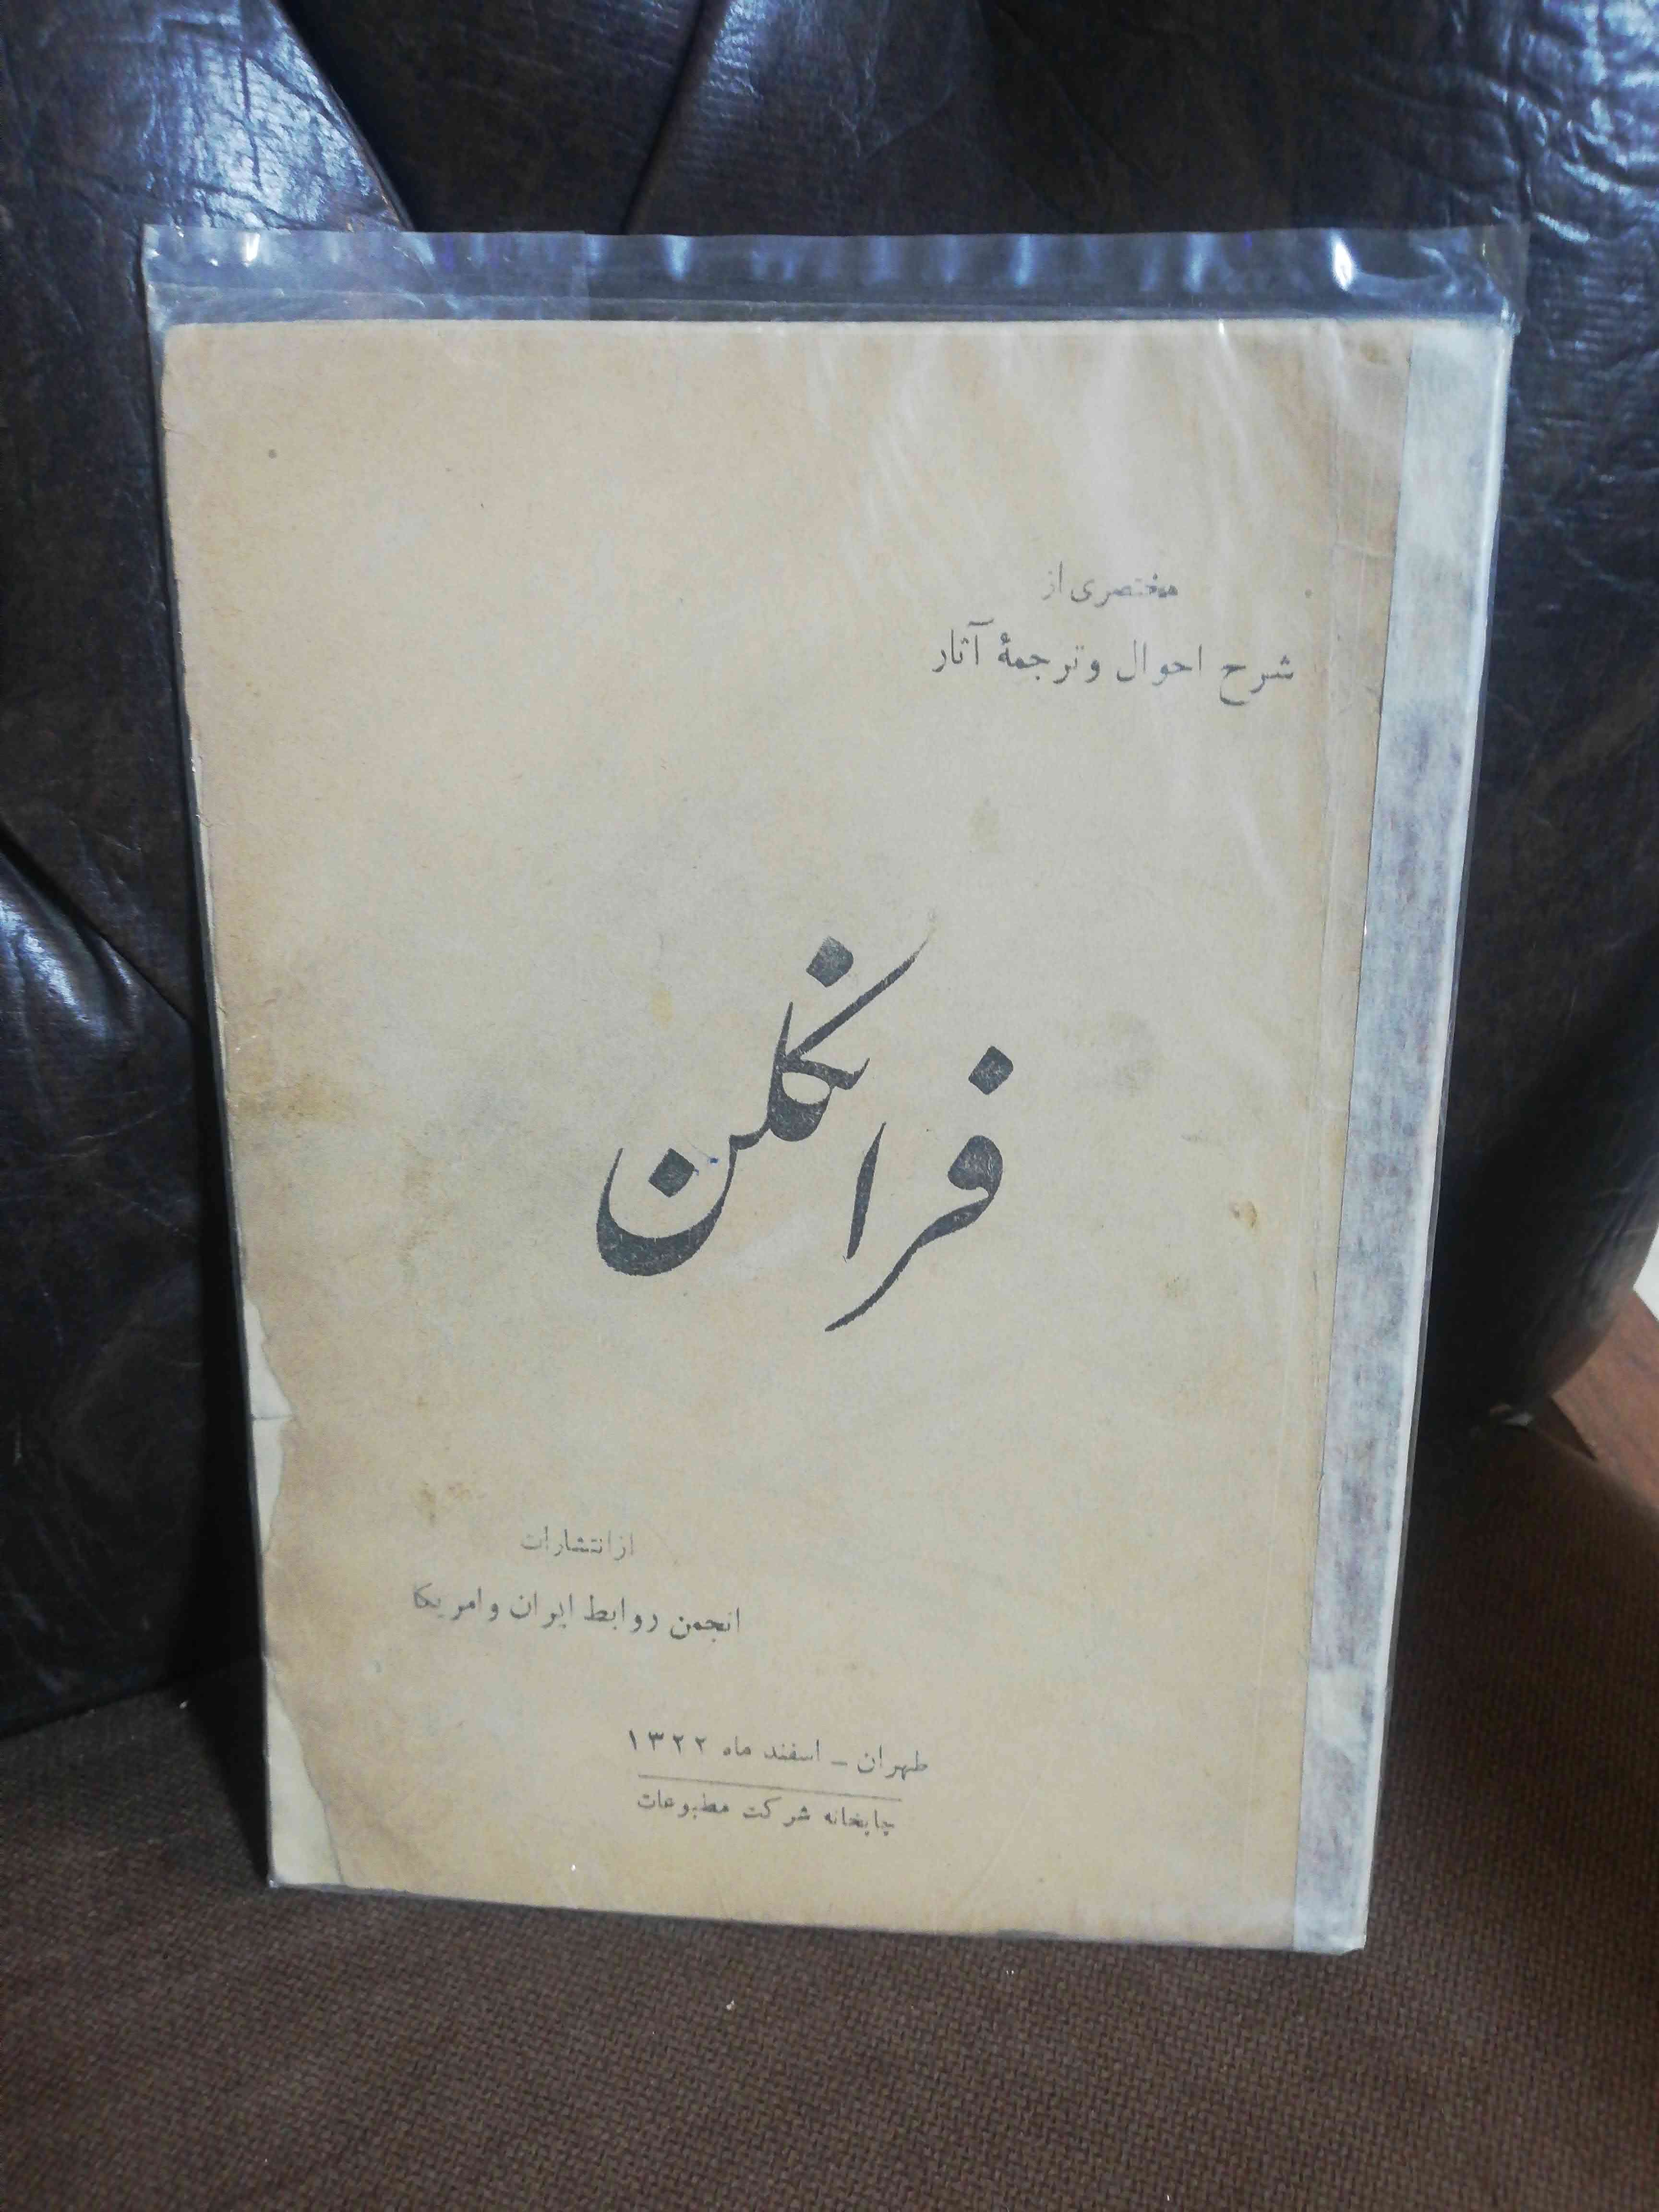 مختصری از
شرح احوال و ترجمهٔ آثار
فرانکلن
از انتشارات
انجمن روابط ایران و امریکا
طهران ـ اسفند ماه ۱۳۲۲
چاپخانه شرکت مطبوعات